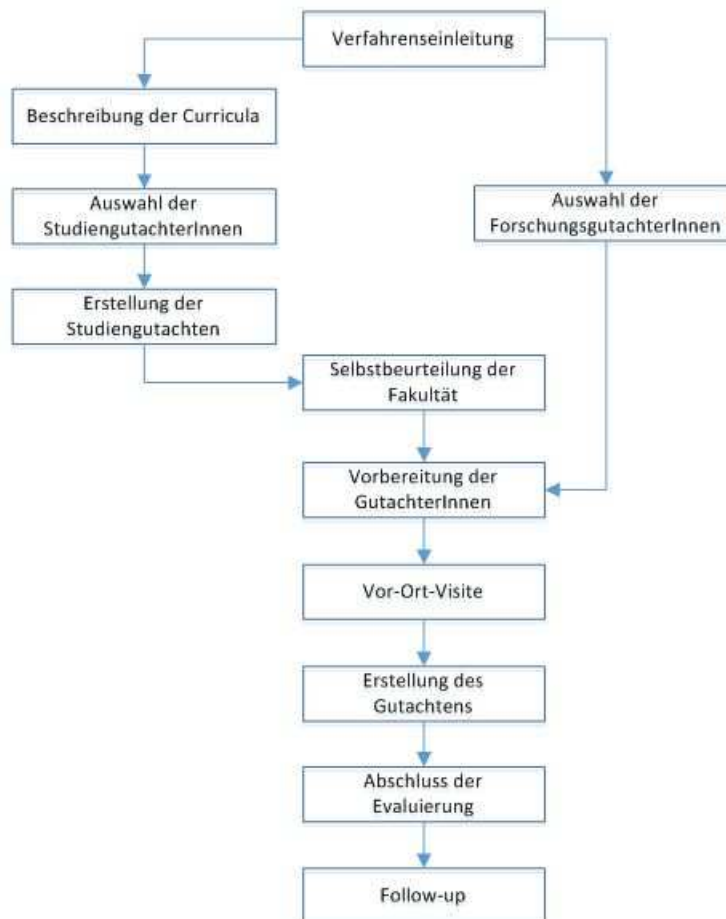 Verfahrenseinleitung
Beschreibung der Curricula
Auswahl der
StudiengutachterInnen
Auswahl der
ForschungsgutachterInnen
Erstellung der
Studiengutachten
Selbstbeurteilung der
Fakultät
Vorbereitung der
GutachterInnen
Vor-Ort-Visite
Erstellung des
Gutachtens
Abschluss der
Evaluierung
Follow-up